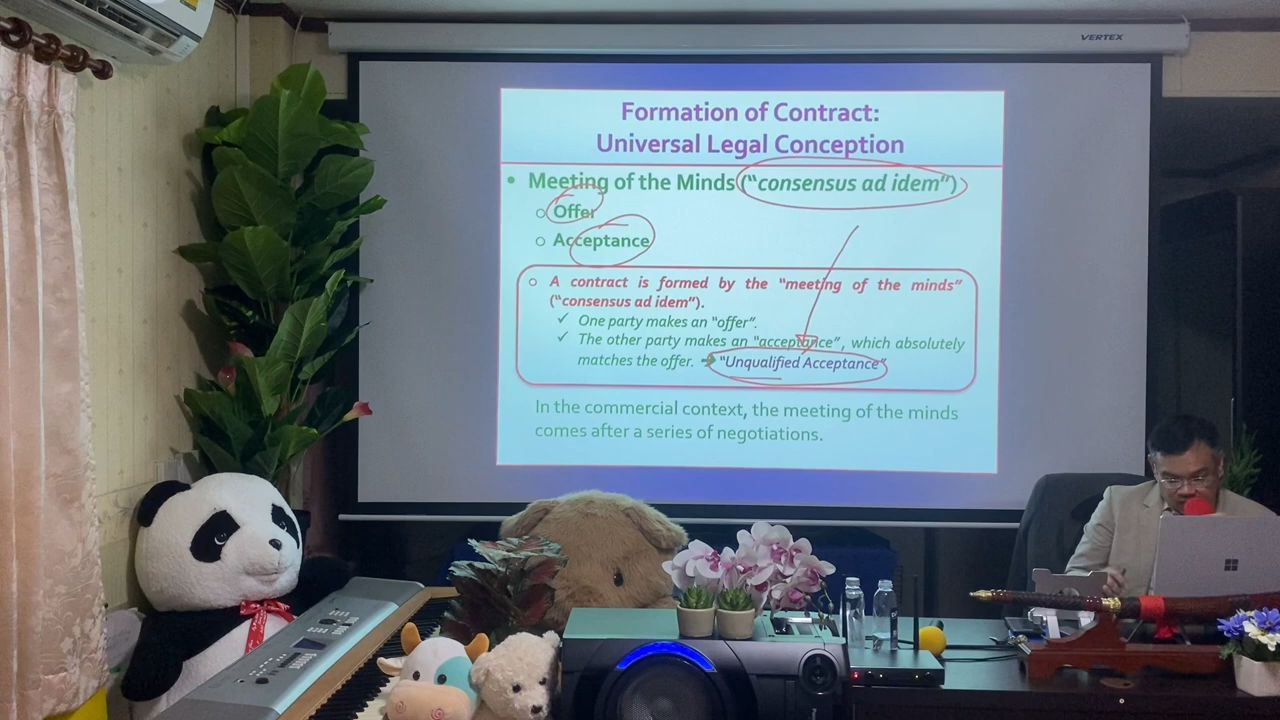 VERTEX
Formation of Contract:
Universal Legal Conception
• Meeting of the Minds (“consensus ad idem”)
o Offer
o Acceptance
o A contract is formed by the “meeting of the minds”
(“consensus ad idem”).
✓ One party makes an “offer”.
✓ The other party makes an “acceptance”, which absolutely
matches the offer. ➔ “Unqualified Acceptance”
In the commercial context, the meeting of the minds
comes after a series of negotiations.